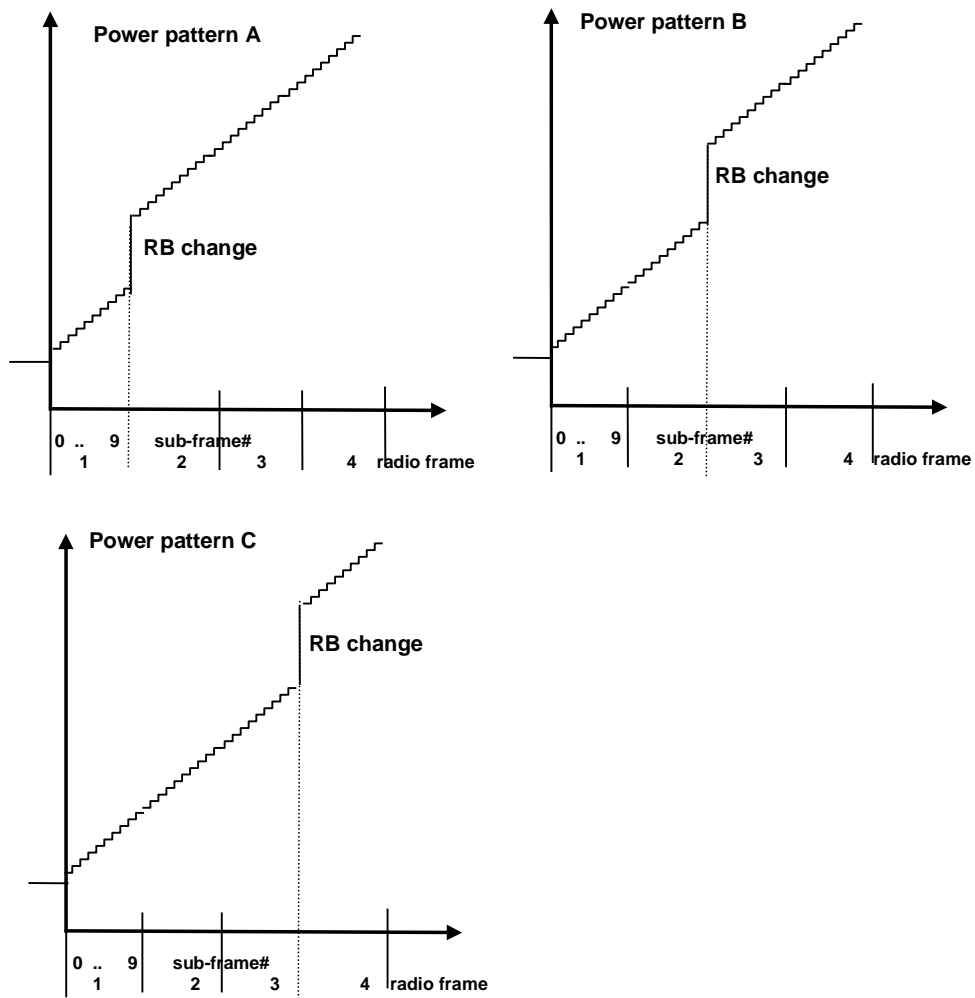 Power pattern A
RB change
0 .. 9 sub-frame#
1 2 3 4 radio frame
Power pattern B
RB change
0 .. 9 sub-frame#
1 2 3 4 radio frame
Power pattern C
RB change
0 .. 9 sub-frame#
1 2 3 4 radio frame